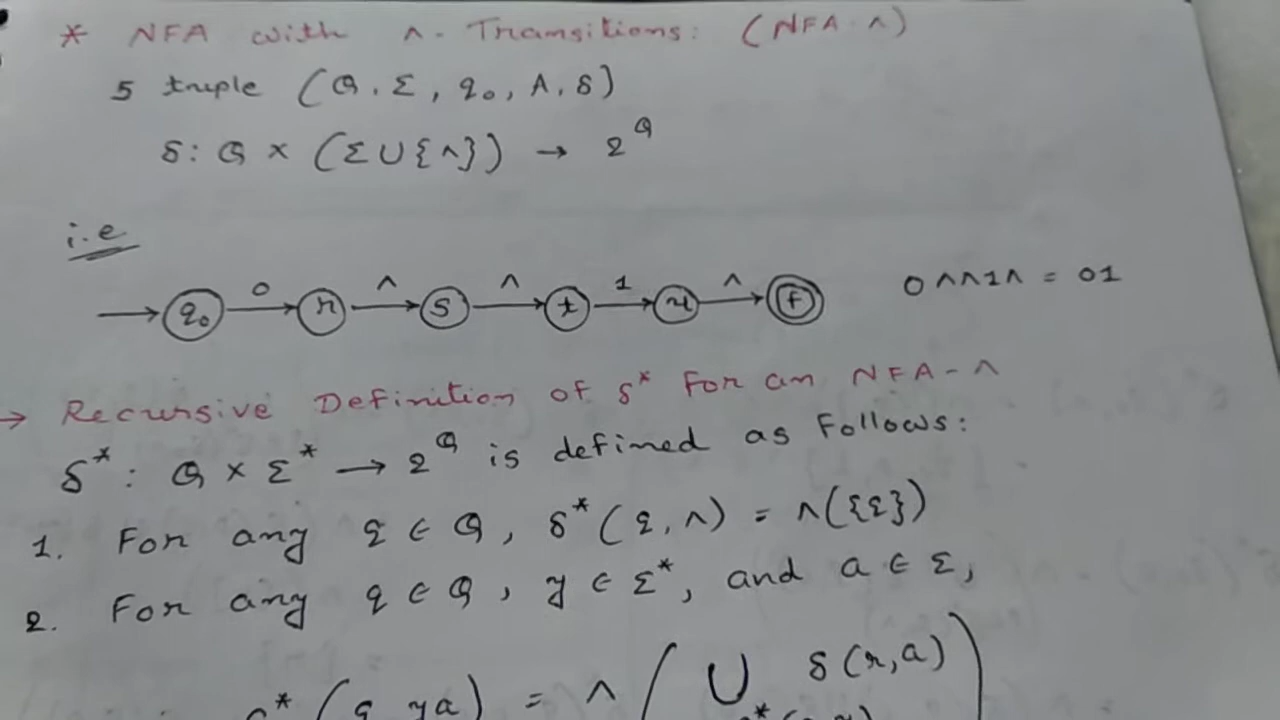 * NFA with ∧- Transitions: (NFA-∧)
5 tuple (Q, Σ, q₀, A, δ)
δ: Q × (Σ∪{∧}) → 2^Q
i.e
q₀ 0 r ∧ s ∧ t 1 u ∧ f 0∧∧1∧ = 01
→ Recursive Definition of δ* for an NFA-∧
δ*: Q × Σ* → 2^Q is defined as follows:
1. For any q ∈ Q, δ*(q, ∧) = ∧({q})
2. For any q ∈ Q, y ∈ Σ*, and a ∈ Σ,
(q, ya) = ∧ ( ∪ δ(r,a) )